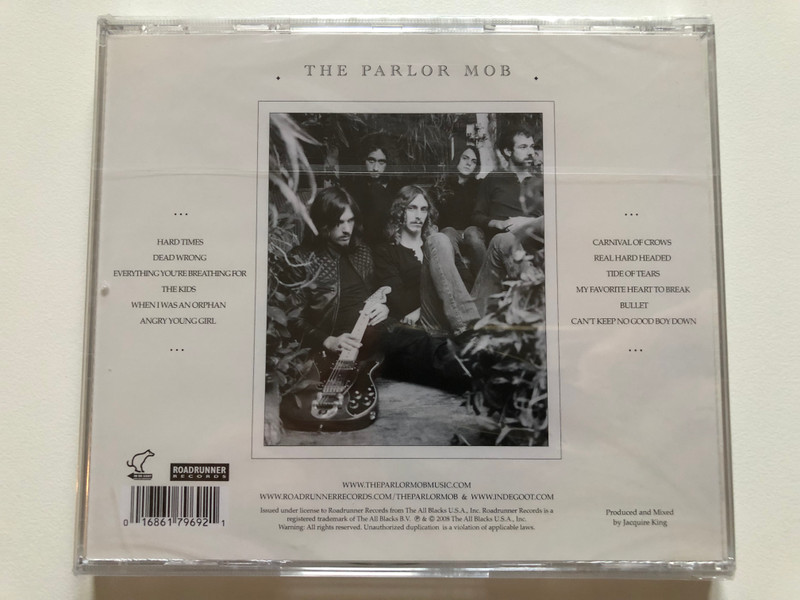 THE PARLOR MOB
HARD TIMES
DEAD WRONG
EVERYTHING YOU'RE BREATHING FOR
THE KIDS
WHEN I WAS AN ORPHAN
ANGRY YOUNG GIRL
CARNIVAL OF CROWS
REAL HARD HEADED
TIDE OF TEARS
MY FAVORITE HEART TO BREAK
BULLET
CAN'T KEEP NO GOOD BOY DOWN
ROADRUNNER
RECORDS
0 16861 79692 1
WWW.THEPARLORMOBMUSIC.COM
WWW.ROADRUNNERRECORDS.COM/THEPARLORMOB & WWW.INDEGOOT.COM
Issued under license to Roadrunner Records from The All Blacks U.S.A., Inc. Roadrunner Records is a
registered trademark of The All Blacks B.V. ℗ & © 2008 The All Blacks U.S.A., Inc.
Warning: All rights reserved. Unauthorized duplication is a violation of applicable laws.
Produced and Mixed
by Jacquire King